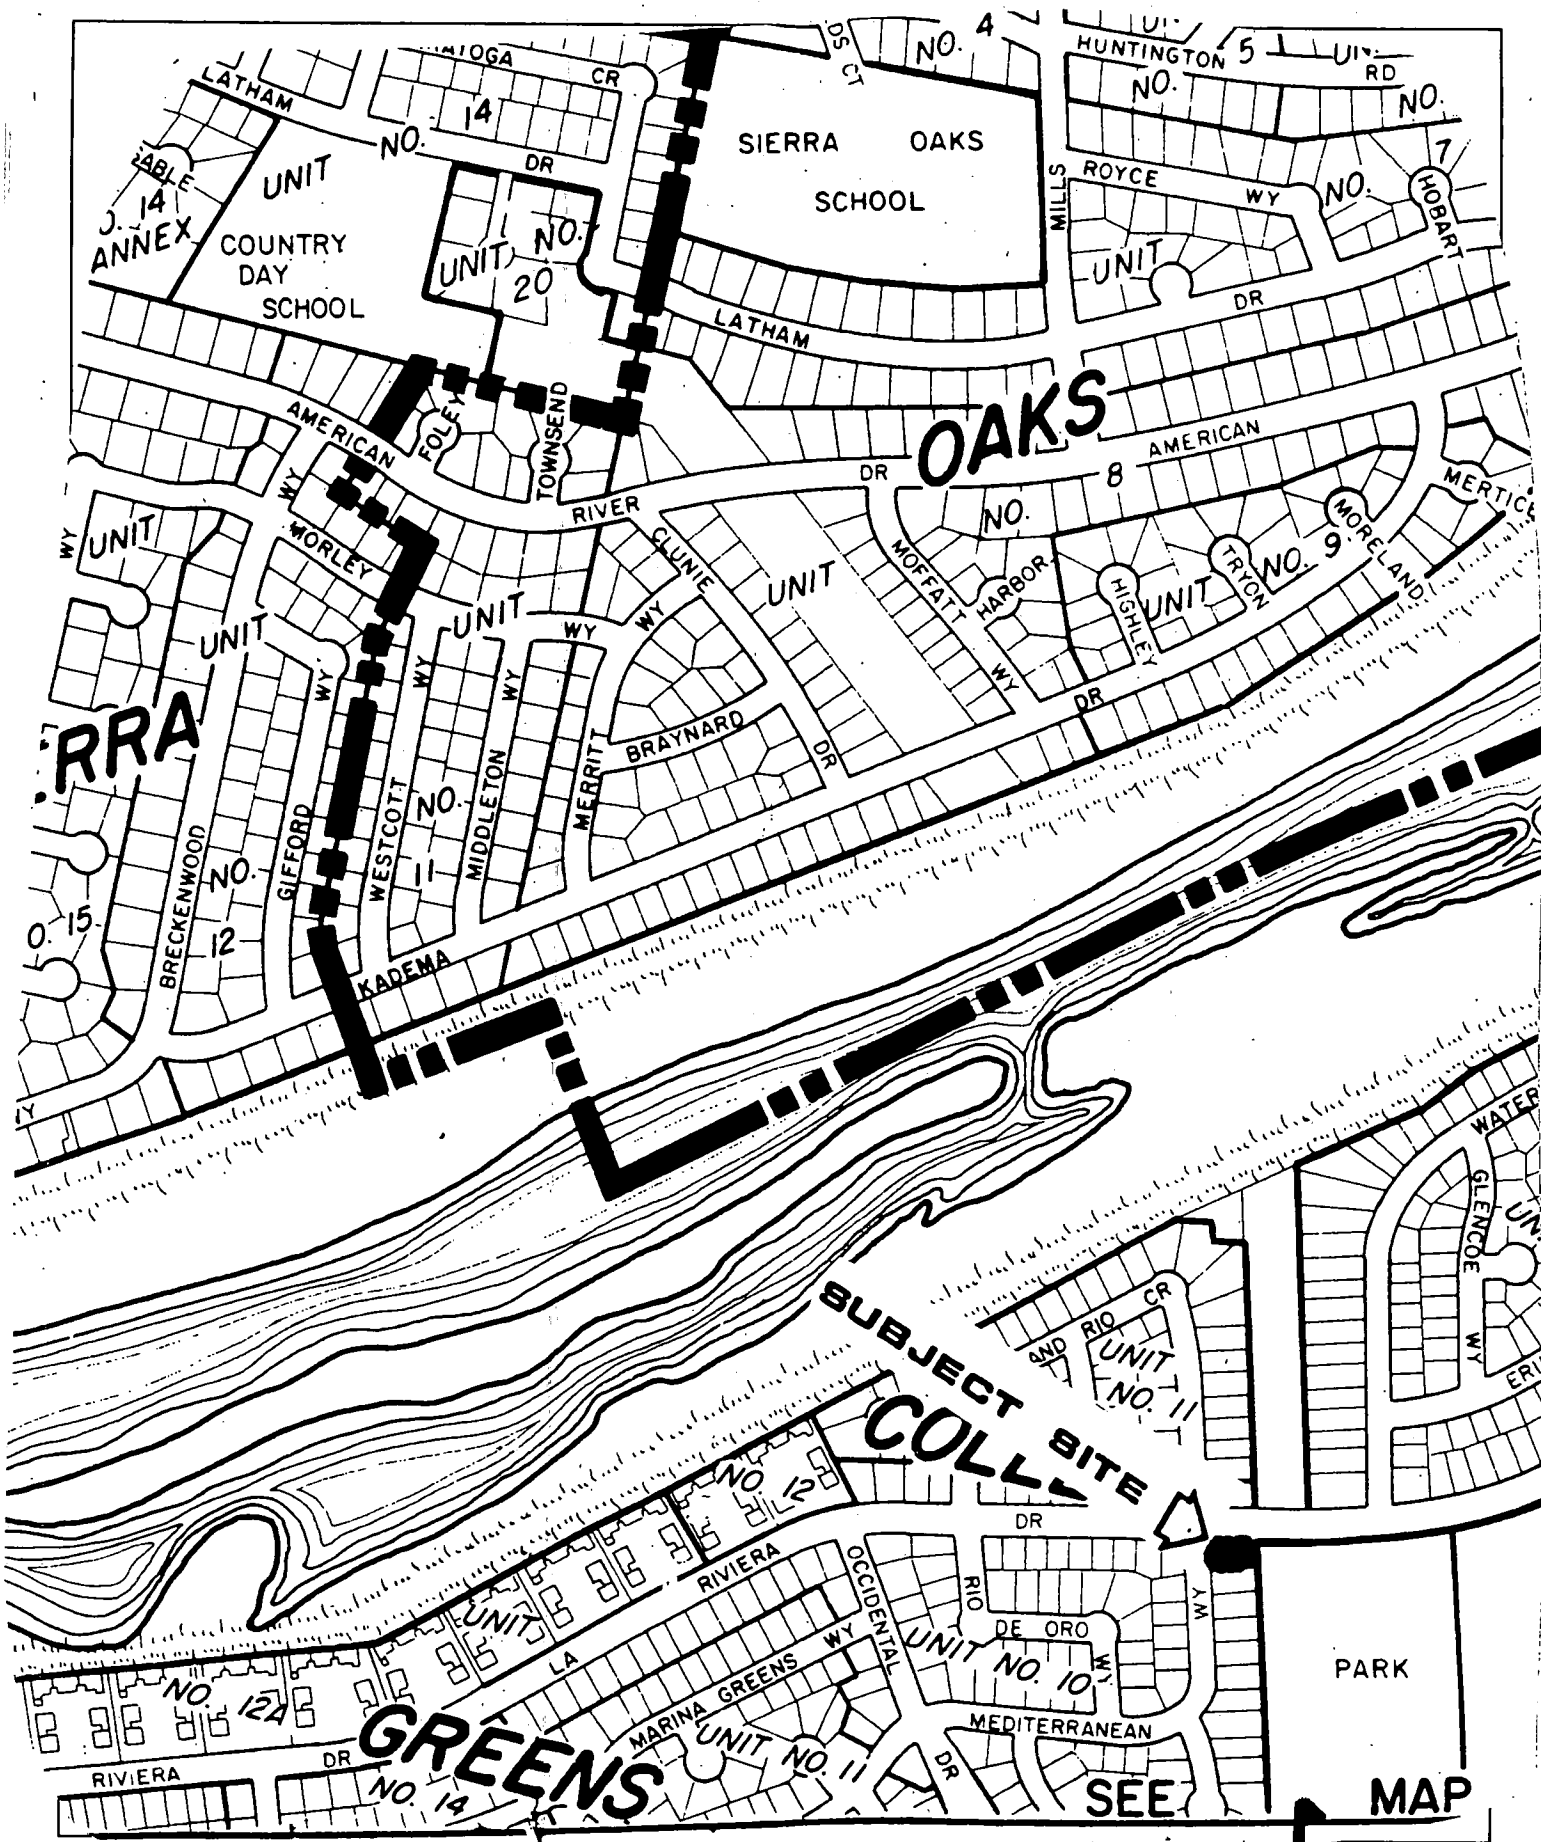 DS CT
NO. 4
HUNTINGTON 5
RD
NO.
NO.
CR
LATHAM
14
NO.
DR
SIERRA OAKS
SCHOOL
MILLS
ROYCE
WY
NO.
7
HOBART
UNIT
14
ANNEX
COUNTRY
DAY
SCHOOL
UNIT
NO.
20
UNIT
DR
LATHAM
OAKS
AMERICAN
FOLEY
TOWNSEND
RIVER
DR
8
AMERICAN
NO.
MERTICE
MORELAND
WY
UNIT
WY
MORLEY
CLUNIE
UNIT
MOFFATT
HARBOR
HIGHLEY
UNIT
TRYON
NO. 9
UNIT
UNIT
WY
WY
WY
WY
WY
WY
DR
RRA
BRAYNARD
DR
MERRITT
MIDDLETON
NO.
11
WESTCOTT
GIFFORD
BRECKENWOOD
NO.
12
15
KADEMA
WATER
GLENCOE
WY
SUBJECT SITE
CR
RIO
AND
UNIT
NO. 11
COLL
NO 12
DR
RIVIERA
OCCIDENTAL
RIO
WY
DE ORO
WY
UNIT NO. 10
UNIT
LA
WY
MARINA GREENS
PARK
NO. 12A
GREENS
MEDITERRANEAN
UNIT NO. 11
DR
RIVIERA
DR
NO. 14
SEE MAP